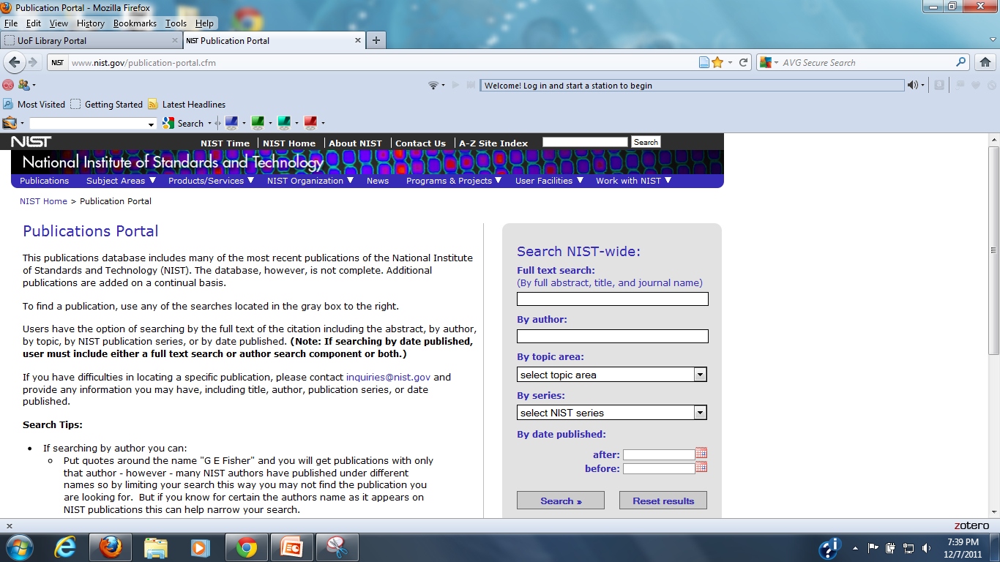 Publication Portal - Mozilla Firefox
File Edit View History Bookmarks Tools Help
UoF Library Portal
NIST Publication Portal
NIST www.nist.gov/publication-portal.cfm
AVG Secure Search
Welcome! Log in and start a station to begin
Most Visited Getting Started Latest Headlines
Search
NIST NIST Time NIST Home About NIST Contact Us A-Z Site Index Search
National Institute of Standards and Technology
Publications Subject Areas ▼ Products/Services ▼ NIST Organization ▼ News Programs & Projects ▼ User Facilities ▼ Work with NIST ▼
NIST Home > Publication Portal
Publications Portal
This publications database includes many of the most recent publications of the National Institute
of Standards and Technology (NIST). The database, however, is not complete. Additional
publications are added on a continual basis.
To find a publication, use any of the searches located in the gray box to the right.
Users have the option of searching by the full text of the citation including the abstract, by author,
by topic, by NIST publication series, or by date published. (Note: If searching by date published,
user must include either a full text search or author search component or both.)
If you have difficulties in locating a specific publication, please contact inquiries@nist.gov and
provide any information you may have, including title, author, publication series, or date
published.
Search Tips:
• If searching by author you can:
o Put quotes around the name "G E Fisher" and you will get publications with only
that author - however - many NIST authors have published under different
names so by limiting your search this way you may not find the publication you
are looking for. But if you know for certain the authors name as it appears on
NIST publications this can help narrow your search.
Search NIST-wide:
Full text search:
(By full abstract, title, and journal name)
By author:
By topic area:
select topic area
By series:
select NIST series
By date published:
after:
before:
Search »
Reset results
x
zotero
7:39 PM
12/7/2011